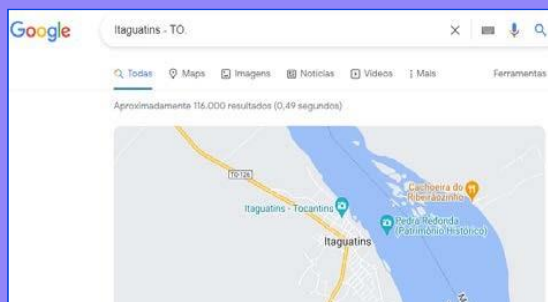 Google
Itaguatins - TO.
Todas
Maps
Imagens
Notícias
Vídeos
Mais
Ferramentas
Aproximadamente 116.000 resultados (0,49 segundos)
TO-126
Cachoeira do
Ribeirãozinho
Itaguatins - Tocantins
Pedra Redonda
(Patrimônio Histórico)
Itaguatins